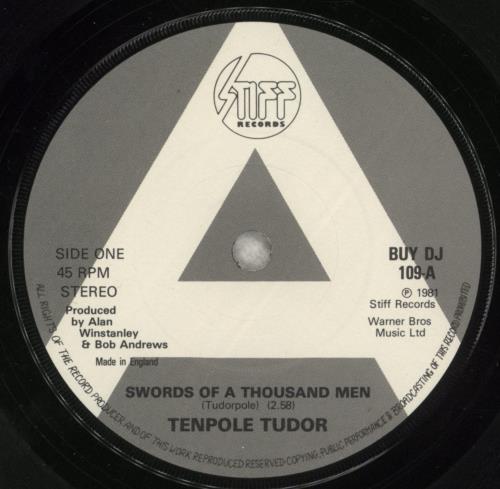 STIFF
RECORDS
SIDE ONE
45 RPM
STEREO
Produced
by Alan
Winstanley
& Bob Andrews
Made in England
BUY DJ
109-A
℗ 1981
Stiff Records
Warner Bros
Music Ltd
SWORDS OF A THOUSAND MEN
(Tudorpole) (2.58)
TENPOLE TUDOR
ALL RIGHTS OF THE RECORD PRODUCER AND OF THIS WORK REPRODUCED RESERVED-COPYING, PUBLIC PERFORMANCE & BROADCASTING OF THIS RECORD PROHIBITED